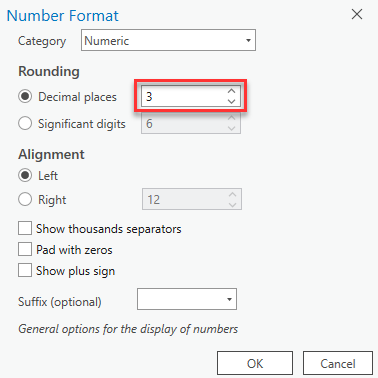 Number Format
Category Numeric
Rounding
Decimal places 3
Significant digits 6
Alignment
Left
Right 12
Show thousands separators
Pad with zeros
Show plus sign
Suffix (optional)
General options for the display of numbers
OK Cancel